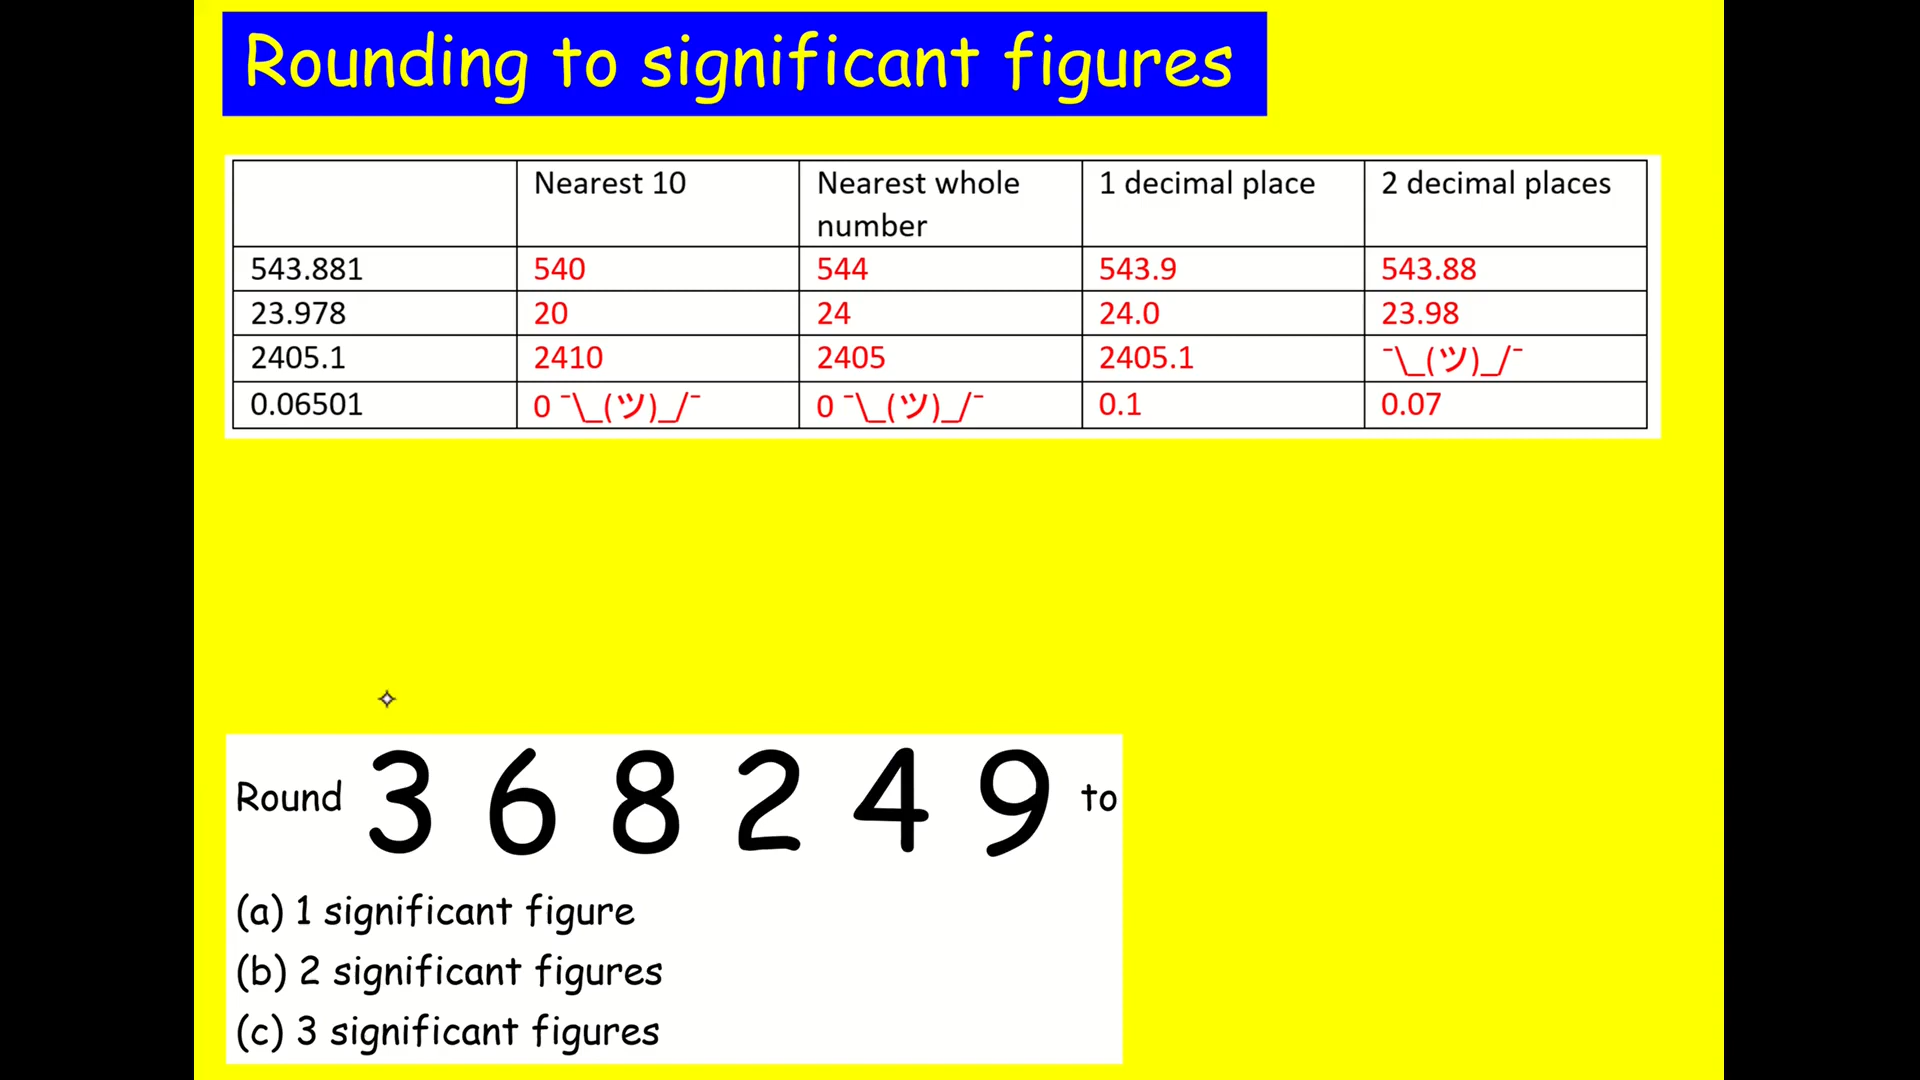 Rounding to significant figures
Nearest 10 Nearest whole number 1 decimal place 2 decimal places
543.881 540 544 543.9 543.88
23.978 20 24 24.0 23.98
2405.1 2410 2405 2405.1 ¯\_(ツ)_/¯
0.06501 0 ¯\_(ツ)_/¯ 0 ¯\_(ツ)_/¯ 0.1 0.07
Round 3 6 8 2 4 9 to
(a) 1 significant figure
(b) 2 significant figures
(c) 3 significant figures